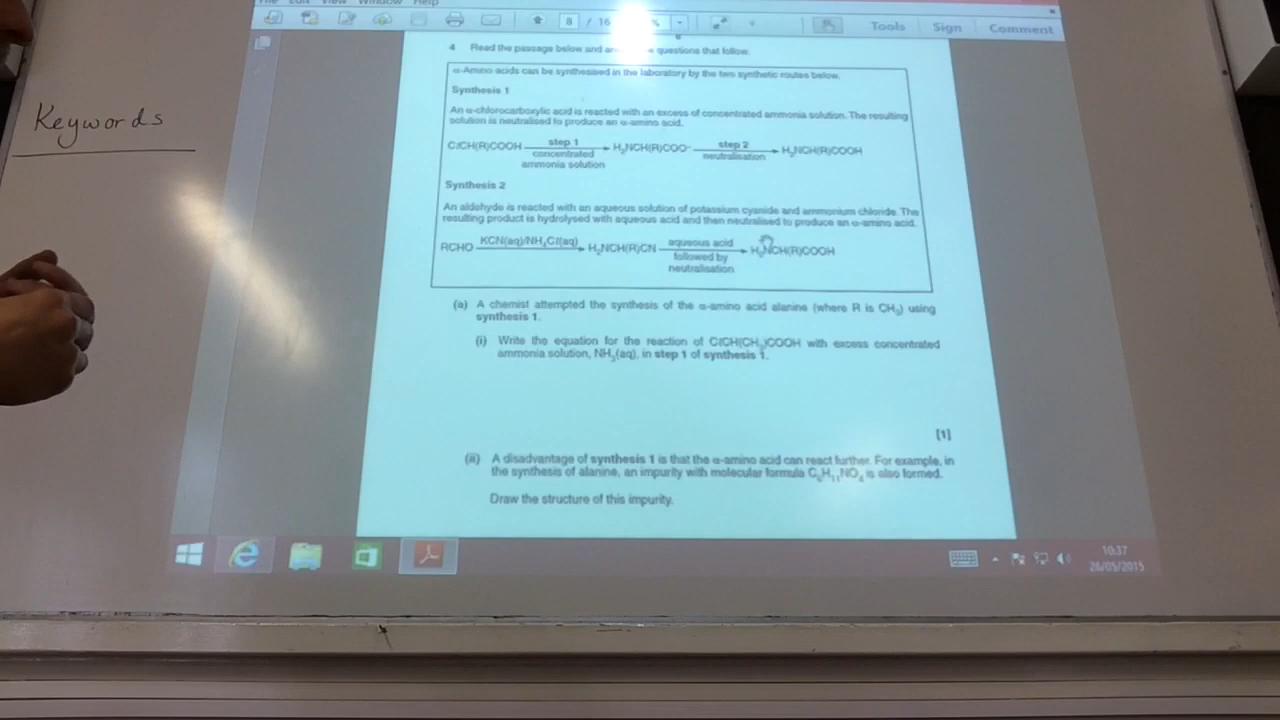 File Edit View Window Help
8 / 16 %
Tools Sign Comment
Keywords
4 Read the passage below and questions that follow.
α-Amino acids can be synthesised in the laboratory by the two synthetic routes below.
Synthesis 1
An α-chlorocarboxylic acid is reacted with an excess of concentrated ammonia solution. The resulting
solution is neutralised to produce an α-amino acid.
step 1 step 2
ClCH(R)COOH H₂NCH(R)COO⁻ H₂NCH(R)COOH
concentrated neutralisation
ammonia solution
Synthesis 2
An aldehyde is reacted with an aqueous solution of potassium cyanide and ammonium chloride. The
resulting product is hydrolysed with aqueous acid and then neutralised to produce an α-amino acid.
KCN(aq)/NH₄Cl(aq) aqueous acid
RCHO H₂NCH(R)CN H₂NCH(R)COOH
followed by
neutralisation
(a) A chemist attempted the synthesis of the α-amino acid alanine (where R is CH₃) using
synthesis 1.
(i) Write the equation for the reaction of ClCH(CH₃)COOH with excess concentrated
ammonia solution, NH₃(aq), in step 1 of synthesis 1.
[1]
(ii) A disadvantage of synthesis 1 is that the α-amino acid can react further. For example, in
the synthesis of alanine, an impurity with molecular formula C₆H₁₁NO₄ is also formed.
Draw the structure of this impurity.
10:37
26/05/2015